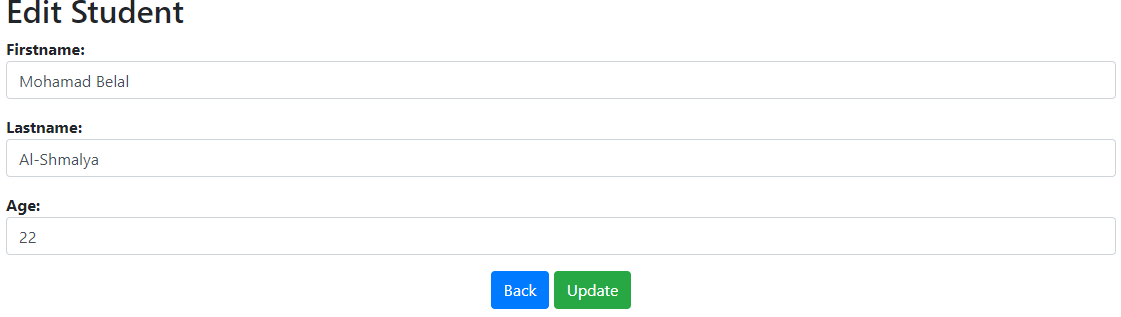 Edit Student
Firstname:
Mohamad Belal
Lastname:
Al-Shmalya
Age:
22
Back Update